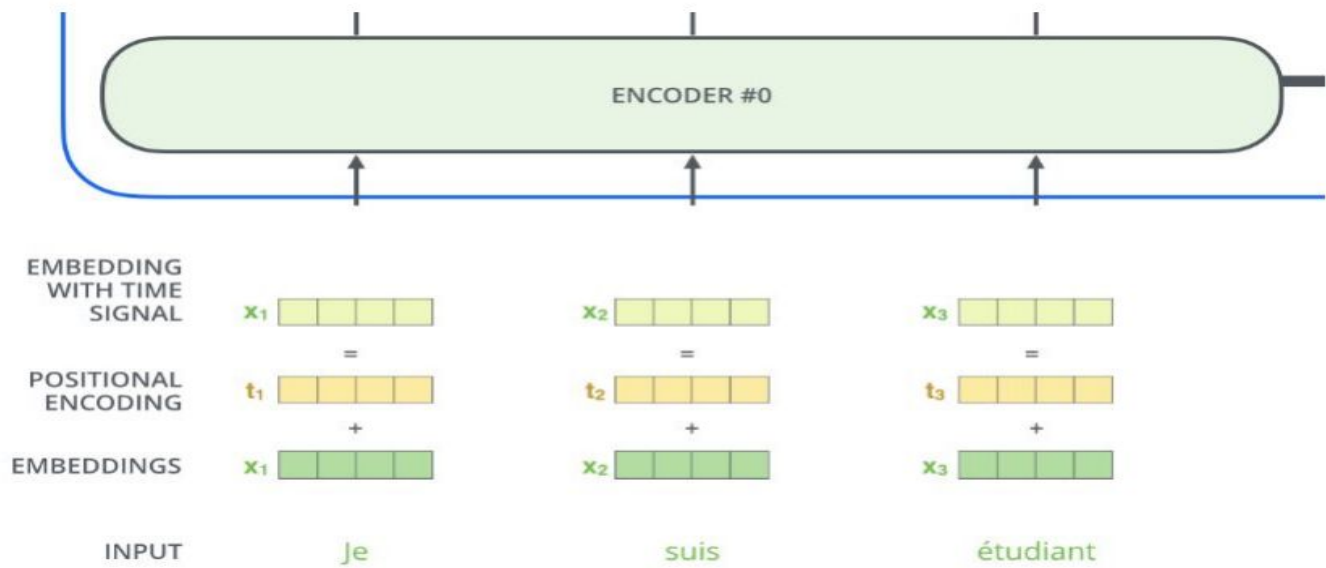 ENCODER #0
EMBEDDING
WITH TIME
SIGNAL
x₁ x₂ x₃
= = =
POSITIONAL
ENCODING
t₁ t₂ t₃
+ + +
EMBEDDINGS x₁ x₂ x₃
INPUT Je suis étudiant